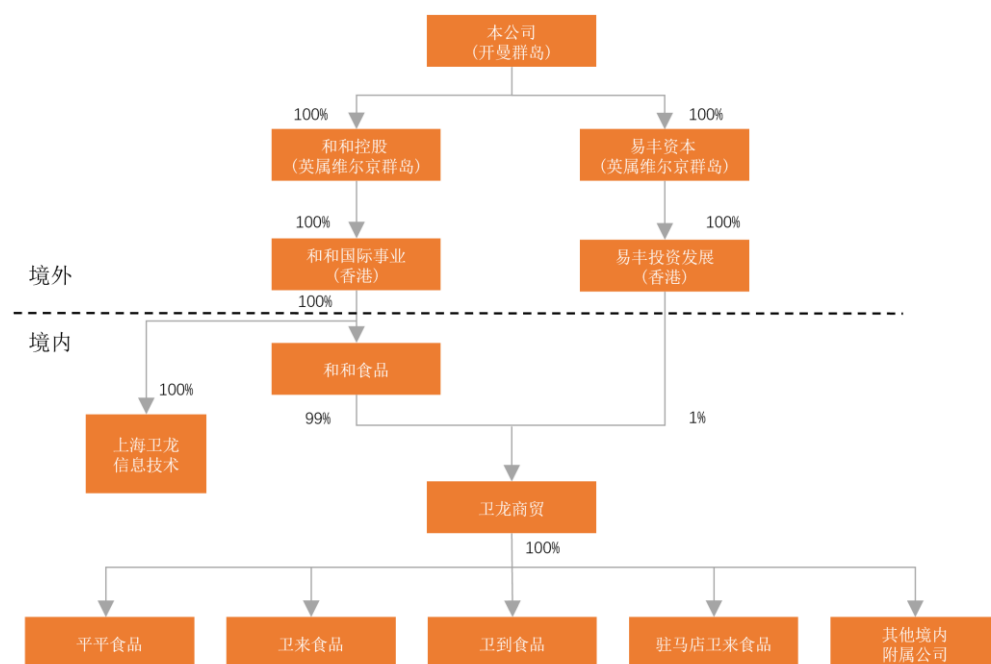 本公司
(开曼群岛)
100%
100%
和和控股
(英属维尔京群岛)
易丰资本
(英属维尔京群岛)
100%
100%
和和国际事业
(香港)
易丰投资发展
(香港)
境外
100%
境内
和和食品
100%
99%
1%
上海卫龙
信息技术
卫龙商贸
100%
平平食品
卫来食品
卫到食品
驻马店卫来食品
其他境内
附属公司